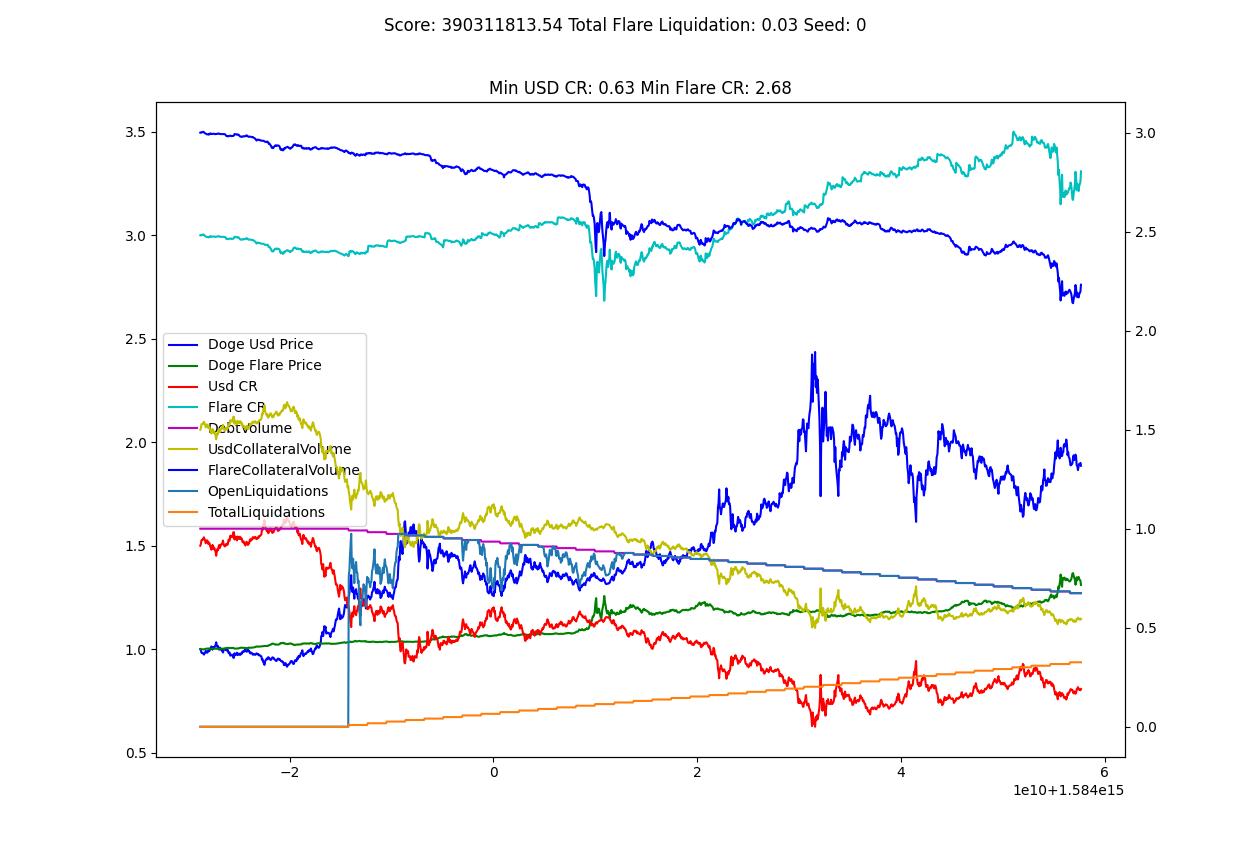 Score: 390311813.54 Total Flare Liquidation: 0.03 Seed: 0
Min USD CR: 0.63 Min Flare CR: 2.68
3.5
3.0
2.5
2.0
1.5
1.0
0.5
3.0
2.5
2.0
1.5
1.0
0.5
0.0
Doge Usd Price
Doge Flare Price
Usd CR
Flare CR
DebtVolume
UsdCollateralVolume
FlareCollateralVolume
OpenLiquidations
TotalLiquidations
−2 0 2 4 6
1e10+1.584e15